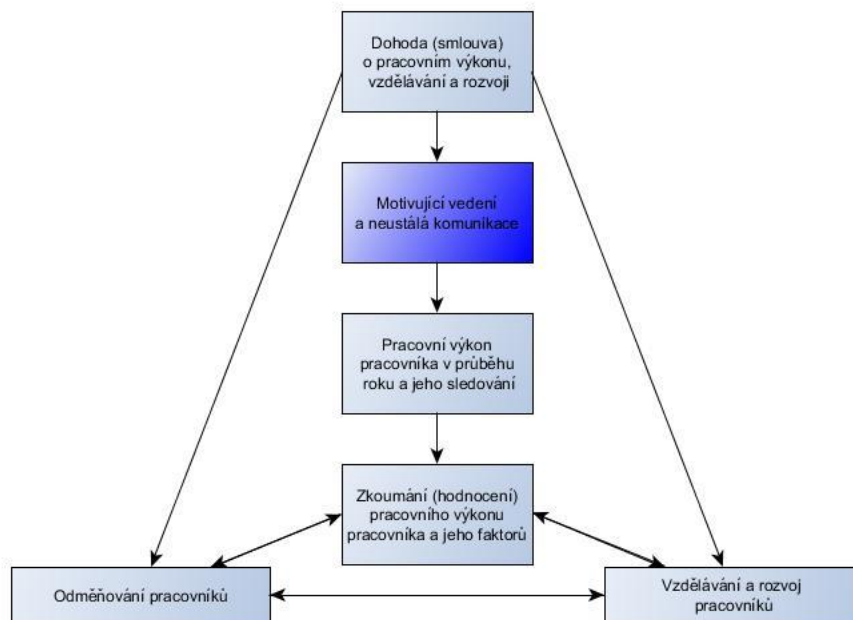 Dohoda (smlouva)
o pracovním výkonu,
vzdělávání a rozvoji
Motivující vedení
a neustálá komunikace
Pracovní výkon
pracovníka v průběhu
roku a jeho sledování
Zkoumání (hodnocení)
pracovního výkonu
pracovníka a jeho faktorů
Odměňování pracovníků
Vzdělávání a rozvoj
pracovníků